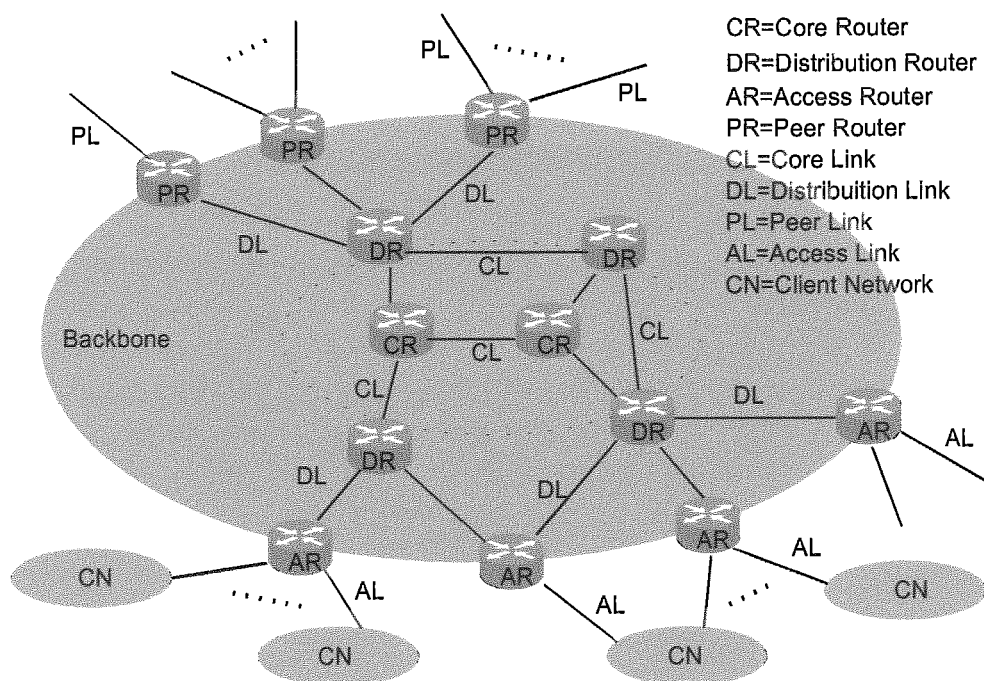 CR=Core Router
DR=Distribution Router
AR=Access Router
PR=Peer Router
CL=Core Link
DL=Distribuition Link
PL=Peer Link
AL=Access Link
CN=Client Network
PL
PL
PL
PR
PR
PR
DL
DL
DR
CL
DR
Backbone
CR
CL
CR
CL
CL
DL
DR
DR
AR
AL
DL
DL
AR
AR
AR
AL
CN
AL
AL
CN
CN
CN